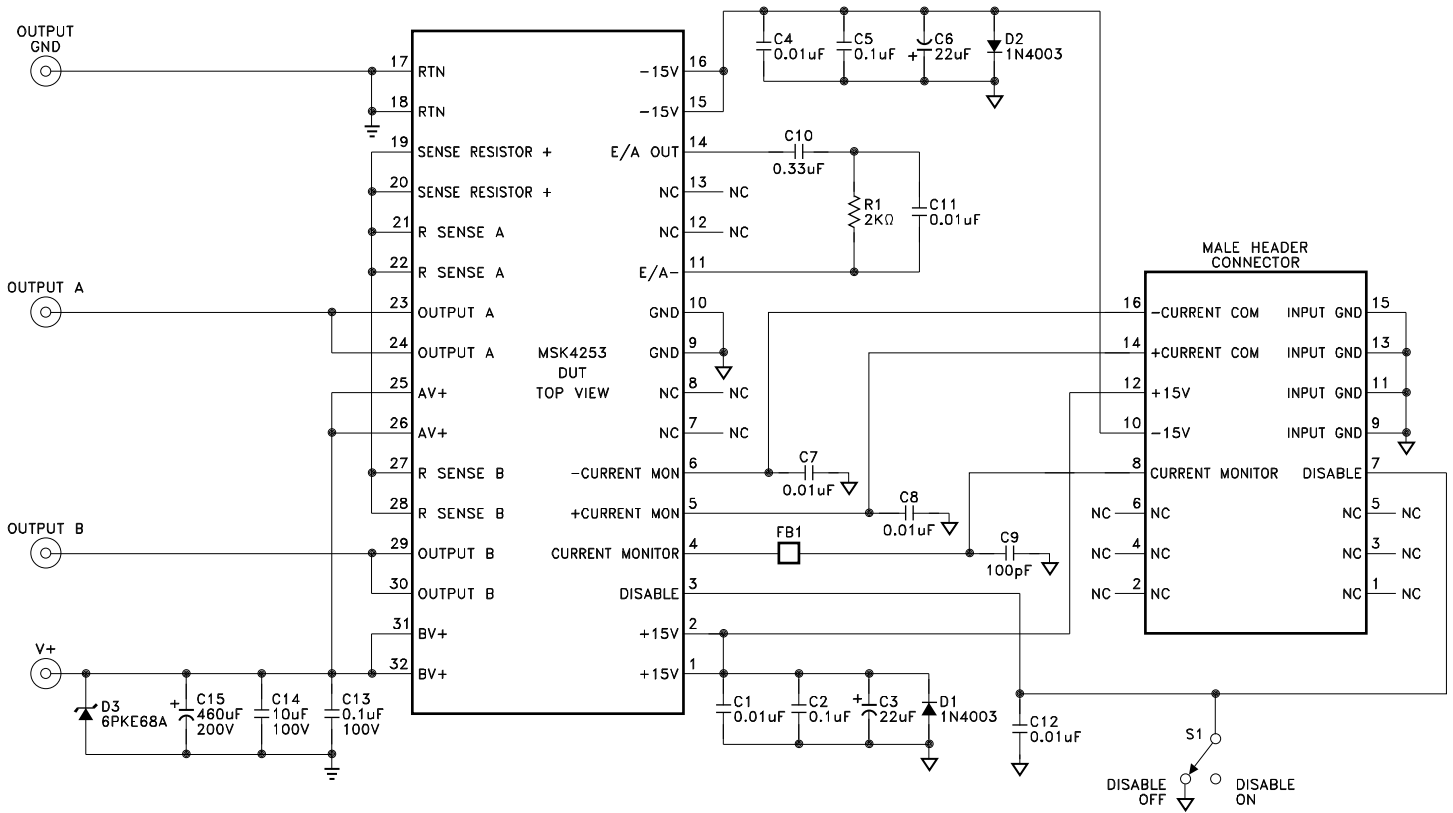 OUTPUT
GND
OUTPUT A
OUTPUT B
V+
D3
6PKE68A
C15
460uF
200V
C14
10uF
100V
C13
0.1uF
100V
17 RTN
18 RTN
19 SENSE RESISTOR +
20 SENSE RESISTOR +
21 R SENSE A
22 R SENSE A
23 OUTPUT A
24 OUTPUT A
25 AV+
26 AV+
27 R SENSE B
28 R SENSE B
29 OUTPUT B
30 OUTPUT B
31 BV+
32 BV+
MSK4253
DUT
TOP VIEW
-15V 16
-15V 15
E/A OUT 14
NC 13 NC
NC 12 NC
E/A- 11
GND 10
GND 9
NC 8 NC
NC 7 NC
-CURRENT MON 6
+CURRENT MON 5
CURRENT MONITOR 4
DISABLE 3
+15V 2
+15V 1
C4
0.01uF
C5
0.1uF
C6
+ 22uF
D2
1N4003
C10
0.33uF
R1
2KΩ
C11
0.01uF
C7
0.01uF
C8
0.01uF
FB1
C9
100pF
C1
0.01uF
C2
0.1uF
+ C3
22uF
D1
1N4003
C12
0.01uF
MALE HEADER
CONNECTOR
16 -CURRENT COM
14 +CURRENT COM
12 +15V
10 -15V
8 CURRENT MONITOR
NC 6 NC
NC 4 NC
NC 2 NC
INPUT GND 15
INPUT GND 13
INPUT GND 11
INPUT GND 9
DISABLE 7
NC 5 NC
NC 3 NC
NC 1 NC
S1
DISABLE
OFF
DISABLE
ON
+